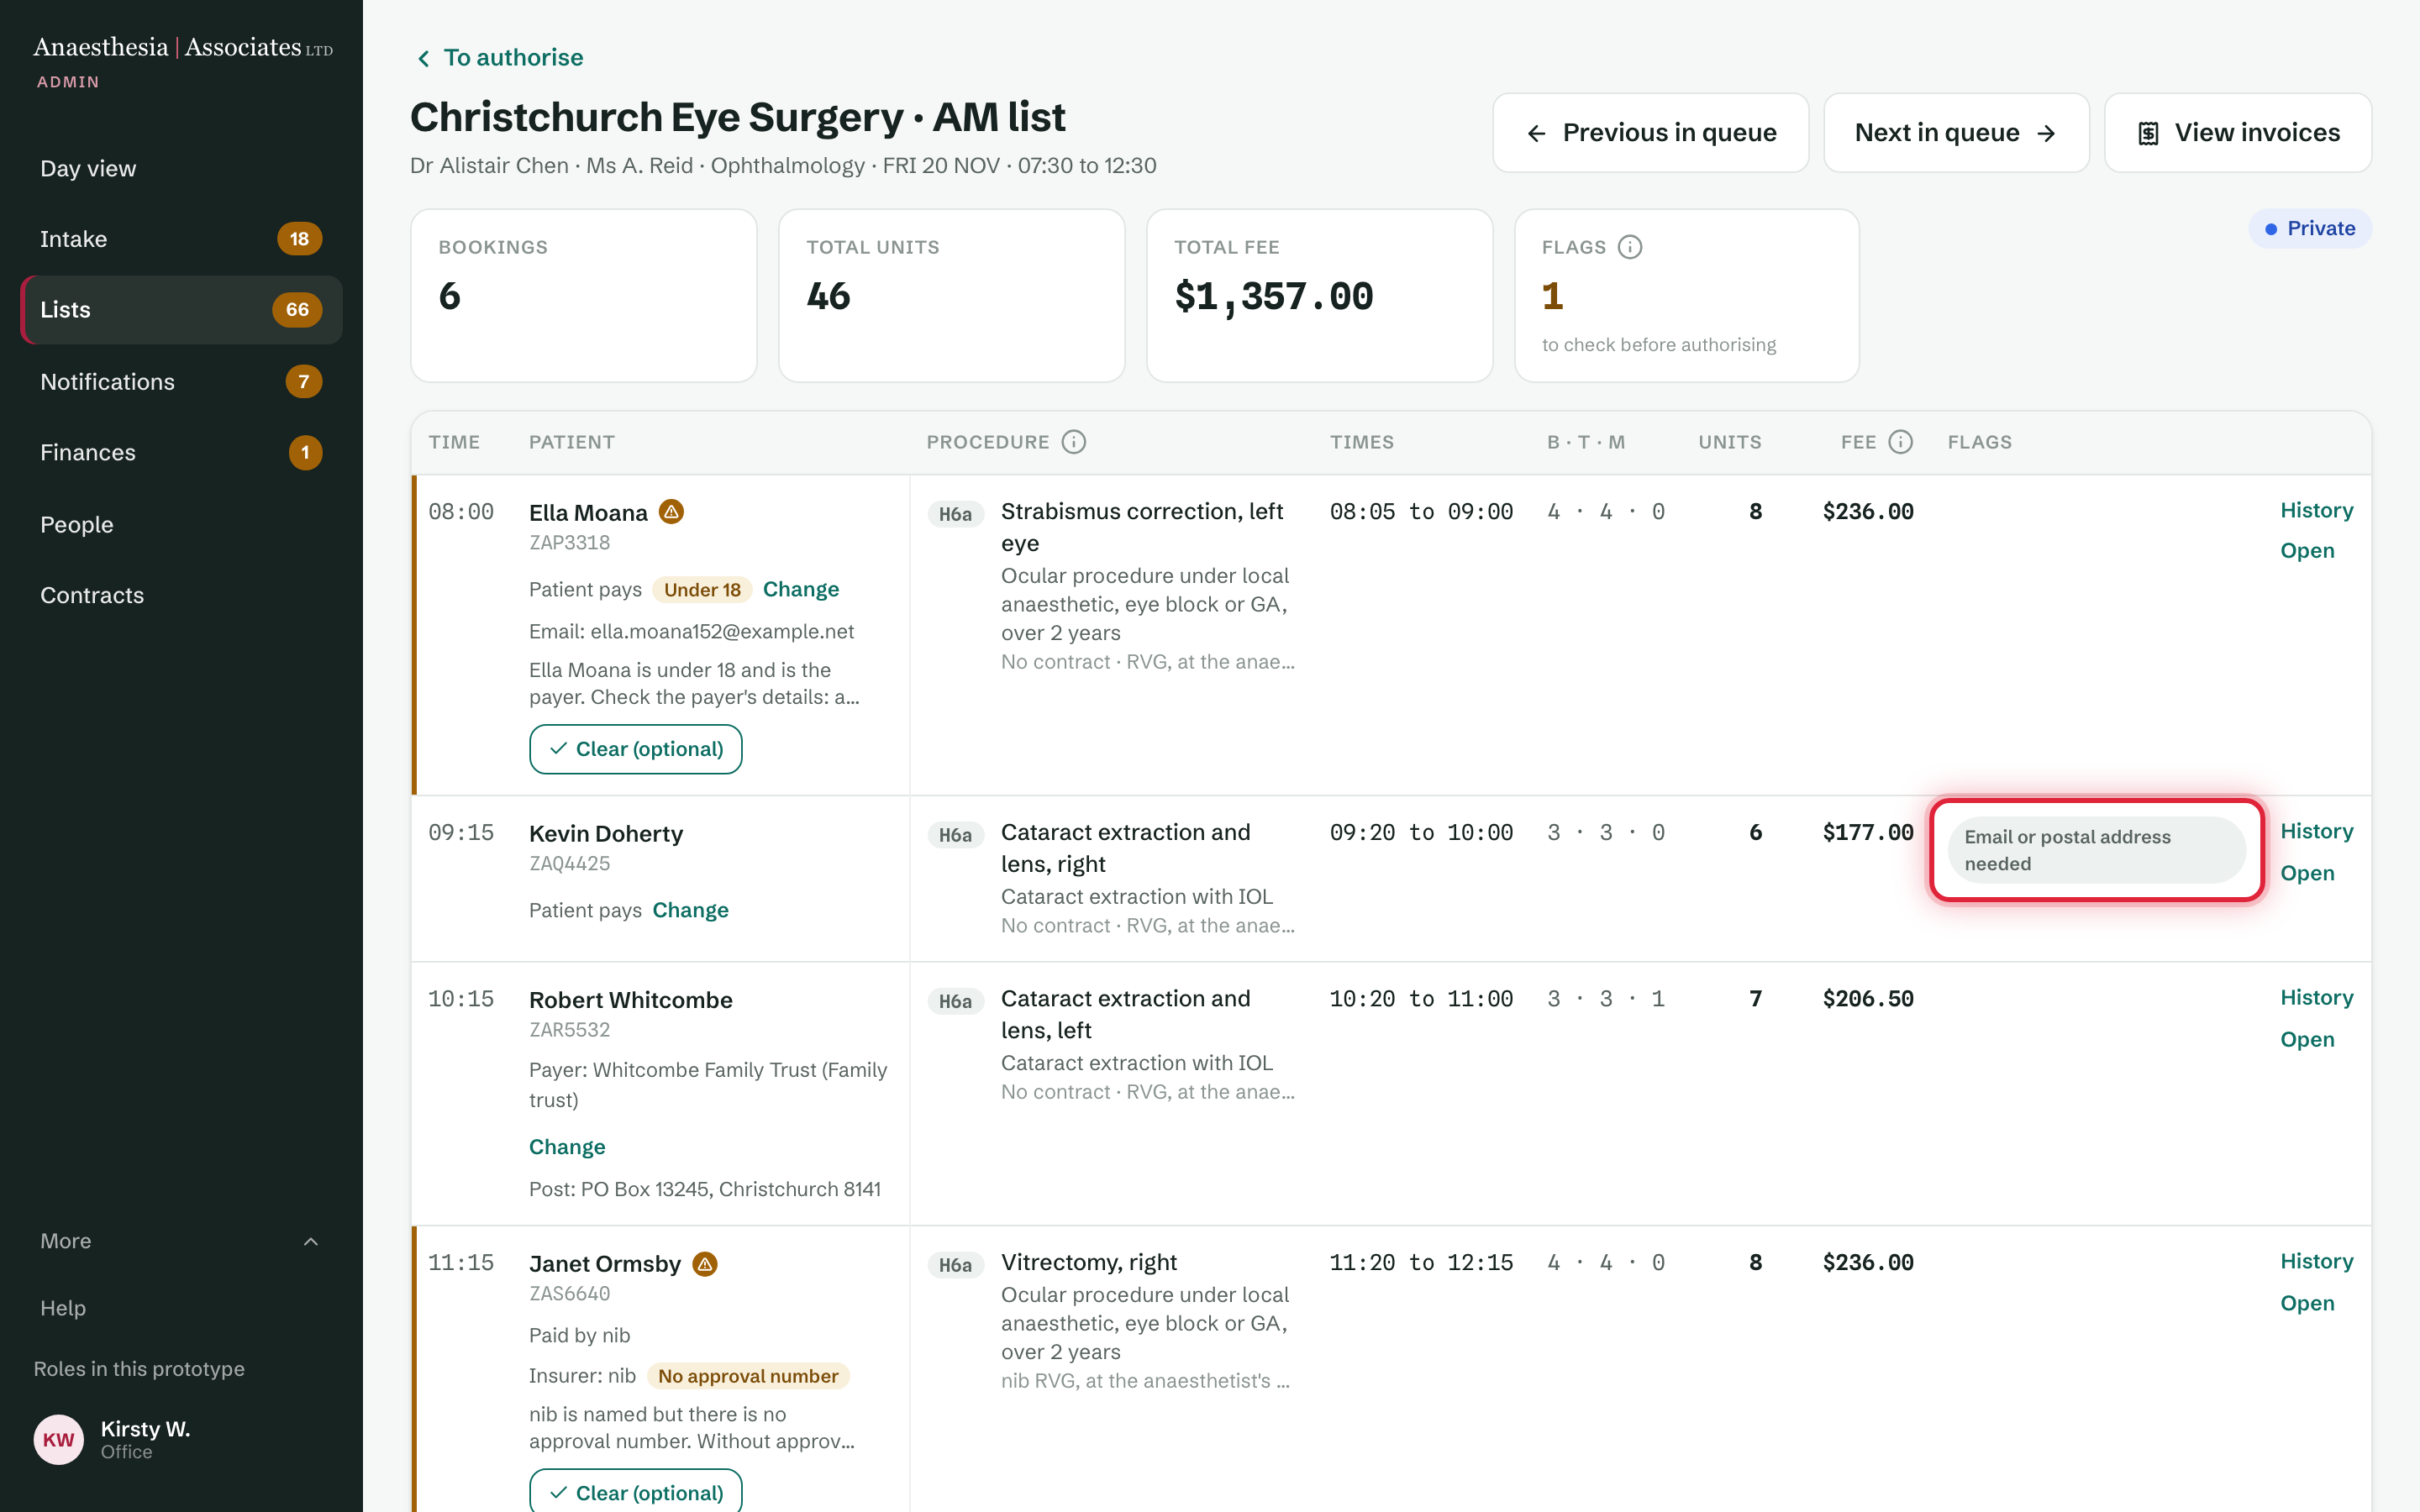 Anaesthesia | Associates LTD
ADMIN
Day view
Intake 18
Lists 66
Notifications 7
Finances 1
People
Contracts
More
Help
Roles in this prototype
KW
Kirsty W.
Office
To authorise
Christchurch Eye Surgery · AM list
Dr Alistair Chen · Ms A. Reid · Ophthalmology · FRI 20 NOV · 07:30 to 12:30
Previous in queue
Next in queue
View invoices
BOOKINGS
6
TOTAL UNITS
46
TOTAL FEE
$1,357.00
FLAGS
1
to check before authorising
Private
TIME PATIENT PROCEDURE TIMES B · T · M UNITS FEE FLAGS
08:00
Ella Moana
ZAP3318
Patient pays Under 18 Change
Email: ella.moana152@example.net
Ella Moana is under 18 and is the
payer. Check the payer's details: a...
Clear (optional)
H6a
Strabismus correction, left
eye
Ocular procedure under local
anaesthetic, eye block or GA,
over 2 years
No contract · RVG, at the anae...
08:05 to 09:00
4 · 4 · 0
8
$236.00
History
Open
09:15
Kevin Doherty
ZAQ4425
Patient pays Change
H6a
Cataract extraction and
lens, right
Cataract extraction with IOL
No contract · RVG, at the anae...
09:20 to 10:00
3 · 3 · 0
6
$177.00
Email or postal address
needed
History
Open
10:15
Robert Whitcombe
ZAR5532
Payer: Whitcombe Family Trust (Family
trust)
Change
Post: PO Box 13245, Christchurch 8141
H6a
Cataract extraction and
lens, left
Cataract extraction with IOL
No contract · RVG, at the anae...
10:20 to 11:00
3 · 3 · 1
7
$206.50
History
Open
11:15
Janet Ormsby
ZAS6640
Paid by nib
Insurer: nib No approval number
nib is named but there is no
approval number. Without approv...
Clear (optional)
H6a
Vitrectomy, right
Ocular procedure under local
anaesthetic, eye block or GA,
over 2 years
nib RVG, at the anaesthetist's ...
11:20 to 12:15
4 · 4 · 0
8
$236.00
History
Open